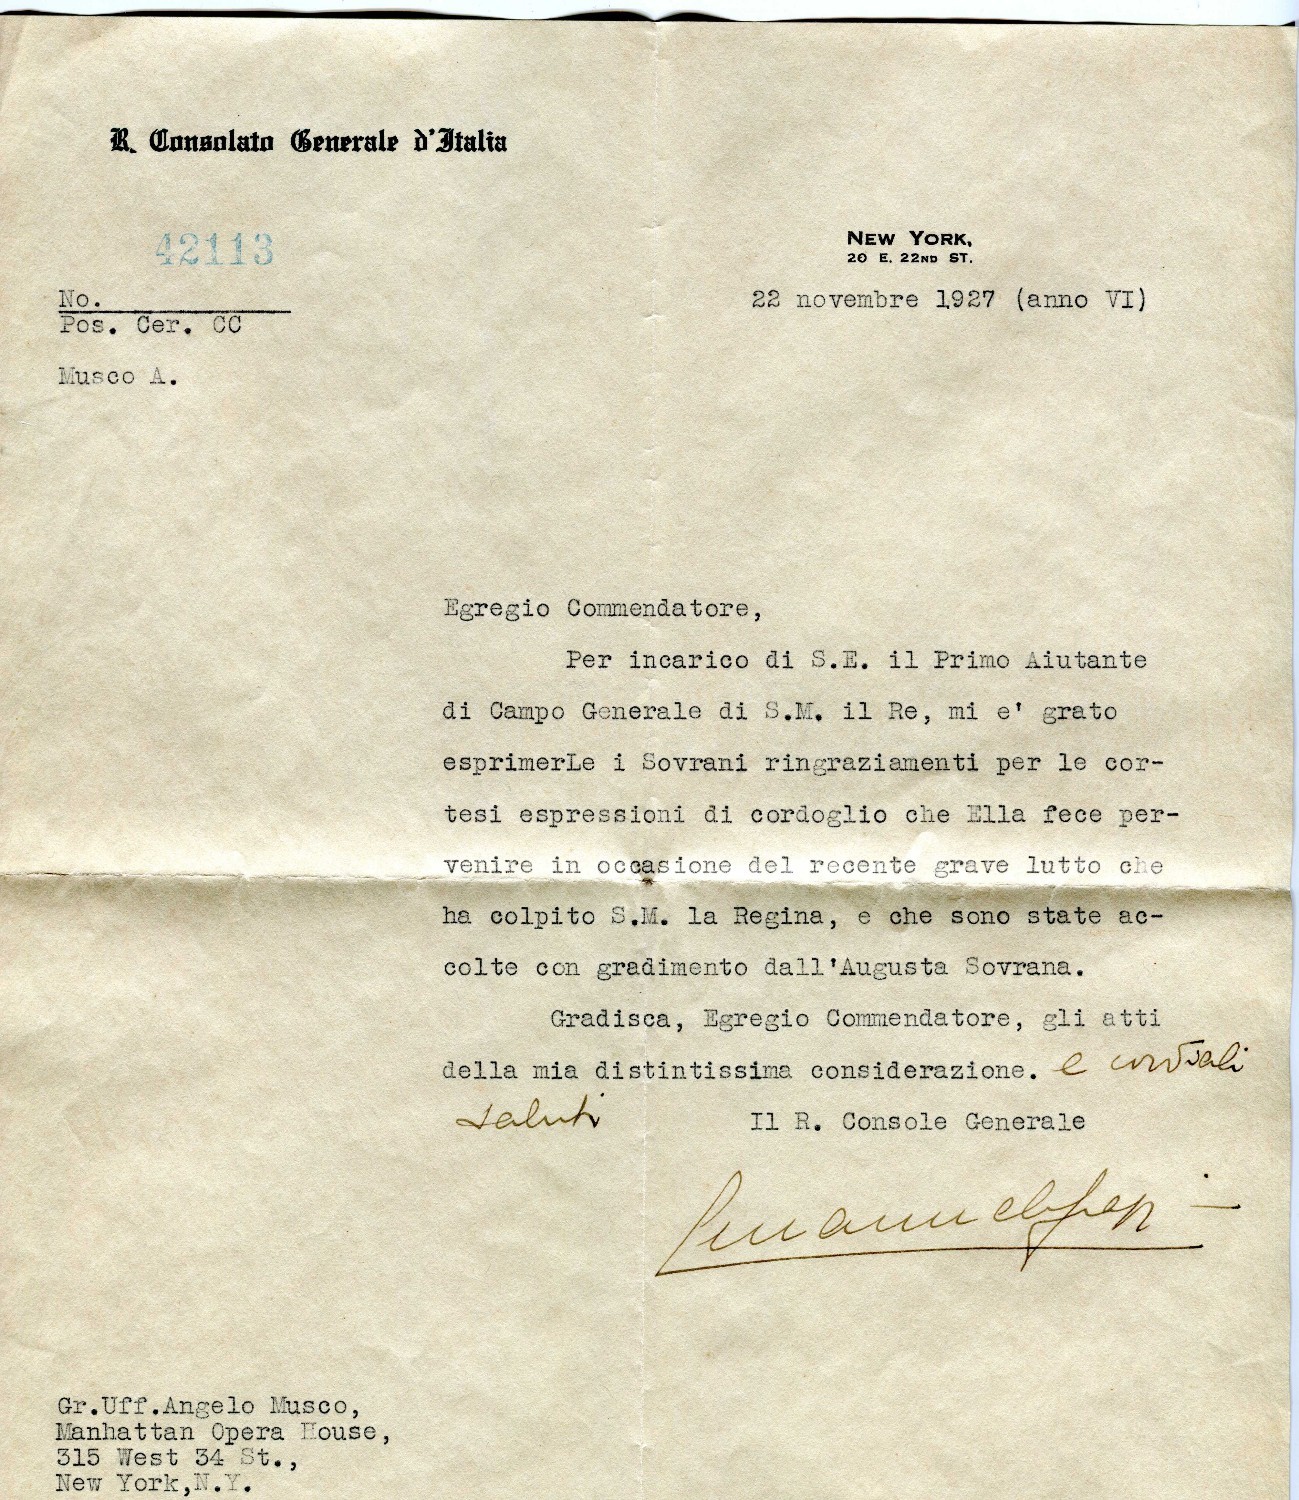 R. Consolato Generale d'Italia
42113
No.
Pos. Cer. CC
Musco A.
NEW YORK,
20 E. 22ND ST.
22 novembre 1927 (anno VI)
Egregio Commendatore,
Per incarico di S.E. il Primo Aiutante
di Campo Generale di S.M. il Re, mi e' grato
esprimerLe i Sovrani ringraziamenti per le cor-
tesi espressioni di cordoglio che Ella fece per-
venire in occasione del recente grave lutto che
ha colpito S.M. la Regina, e che sono state ac-
colte con gradimento dall'Augusta Sovrana.
Gradisca, Egregio Commendatore, gli atti
della mia distintissima considerazione. e cordiali
saluti
Il R. Console Generale
Gr.Uff.Angelo Musco,
Manhattan Opera House,
315 West 34 St.,
New York,N.Y.